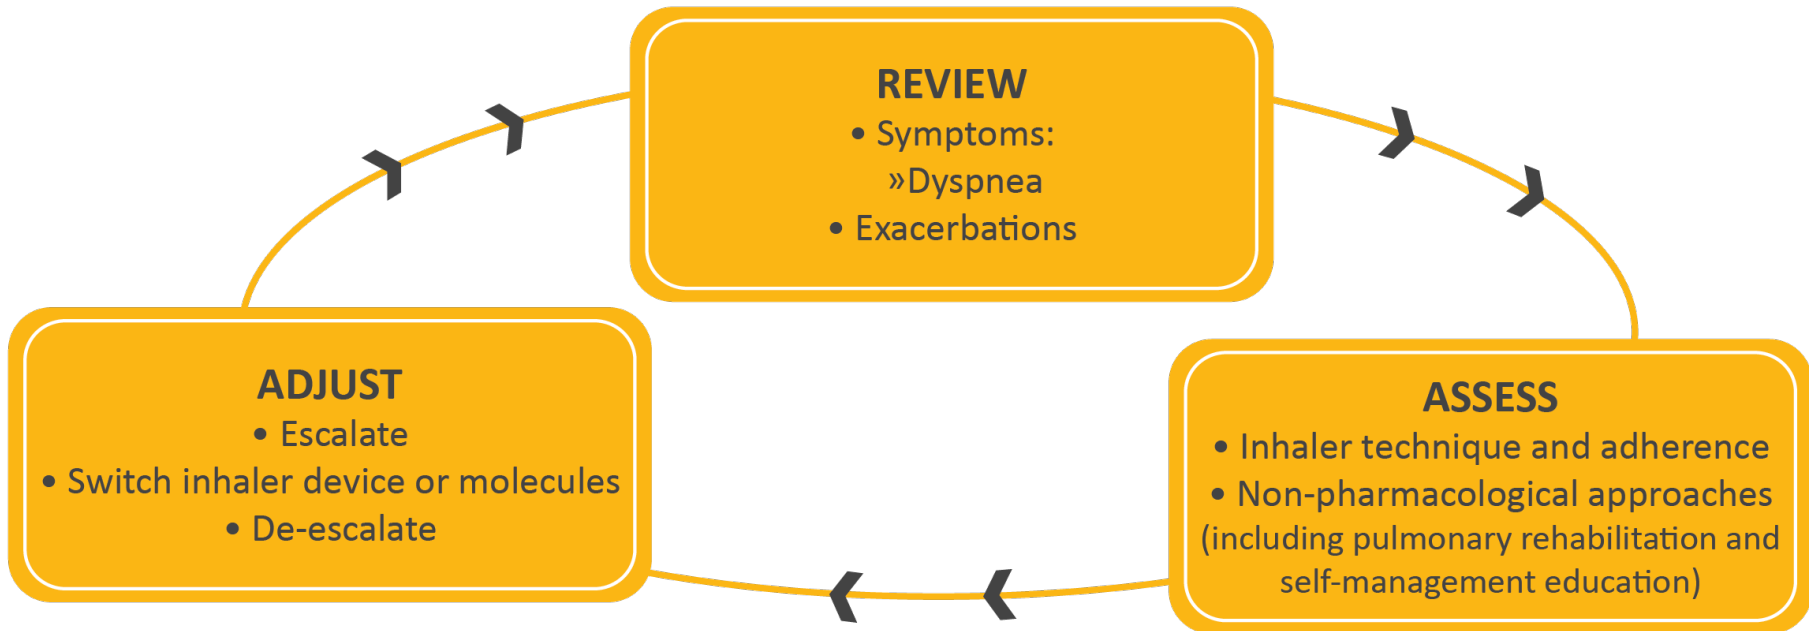 REVIEW
• Symptoms:
»Dyspnea
• Exacerbations
ADJUST
• Escalate
• Switch inhaler device or molecules
• De-escalate
ASSESS
• Inhaler technique and adherence
• Non-pharmacological approaches
(including pulmonary rehabilitation and
self-management education)